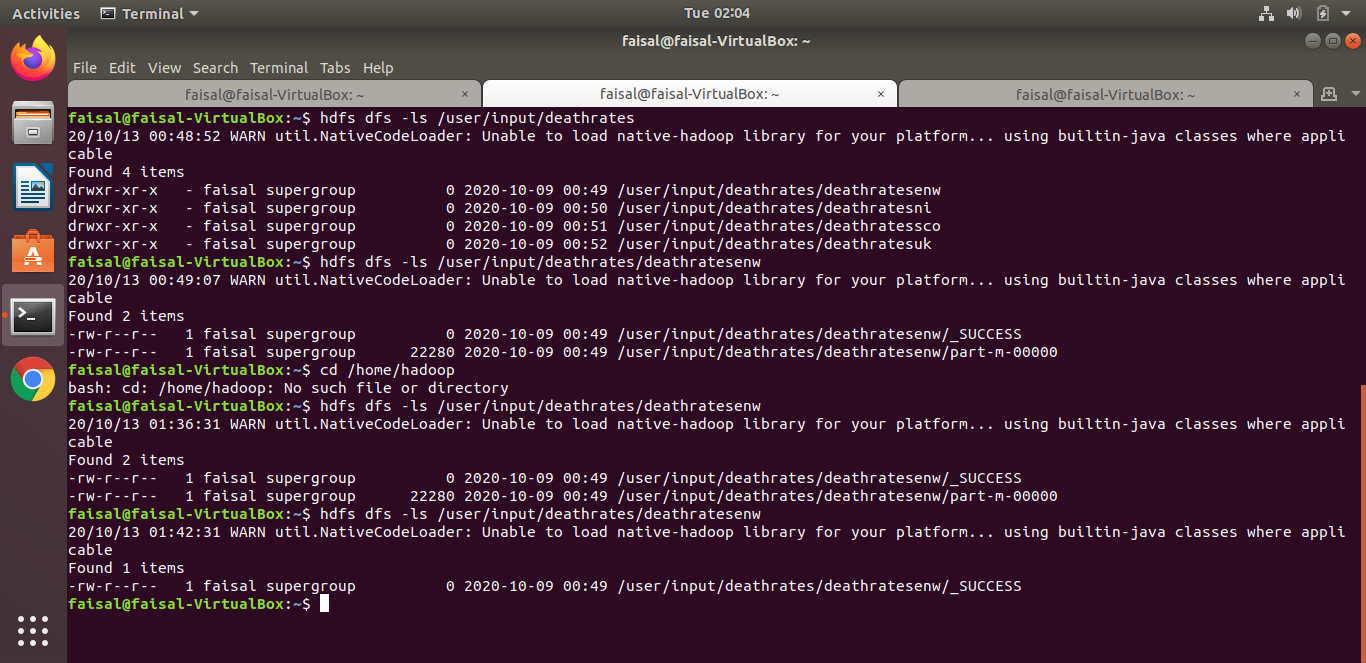 Activities Terminal Tue 02:04
faisal@faisal-VirtualBox: ~
File Edit View Search Terminal Tabs Help
faisal@faisal-VirtualBox: ~ × faisal@faisal-VirtualBox: ~ × faisal@faisal-VirtualBox: ~ ×
faisal@faisal-VirtualBox:~$ hdfs dfs -ls /user/input/deathrates
20/10/13 00:48:52 WARN util.NativeCodeLoader: Unable to load native-hadoop library for your platform... using builtin-java classes where appli
cable
Found 4 items
drwxr-xr-x   - faisal supergroup          0 2020-10-09 00:49 /user/input/deathrates/deathratesenw
drwxr-xr-x   - faisal supergroup          0 2020-10-09 00:50 /user/input/deathrates/deathratesni
drwxr-xr-x   - faisal supergroup          0 2020-10-09 00:51 /user/input/deathrates/deathratessco
drwxr-xr-x   - faisal supergroup          0 2020-10-09 00:52 /user/input/deathrates/deathratesuk
faisal@faisal-VirtualBox:~$ hdfs dfs -ls /user/input/deathrates/deathratesenw
20/10/13 00:49:07 WARN util.NativeCodeLoader: Unable to load native-hadoop library for your platform... using builtin-java classes where appli
cable
Found 2 items
-rw-r--r--   1 faisal supergroup          0 2020-10-09 00:49 /user/input/deathrates/deathratesenw/_SUCCESS
-rw-r--r--   1 faisal supergroup      22280 2020-10-09 00:49 /user/input/deathrates/deathratesenw/part-m-00000
faisal@faisal-VirtualBox:~$ cd /home/hadoop
bash: cd: /home/hadoop: No such file or directory
faisal@faisal-VirtualBox:~$ hdfs dfs -ls /user/input/deathrates/deathratesenw
20/10/13 01:36:31 WARN util.NativeCodeLoader: Unable to load native-hadoop library for your platform... using builtin-java classes where appli
cable
Found 2 items
-rw-r--r--   1 faisal supergroup          0 2020-10-09 00:49 /user/input/deathrates/deathratesenw/_SUCCESS
-rw-r--r--   1 faisal supergroup      22280 2020-10-09 00:49 /user/input/deathrates/deathratesenw/part-m-00000
faisal@faisal-VirtualBox:~$ hdfs dfs -ls /user/input/deathrates/deathratesenw
20/10/13 01:42:31 WARN util.NativeCodeLoader: Unable to load native-hadoop library for your platform... using builtin-java classes where appli
cable
Found 1 items
-rw-r--r--   1 faisal supergroup          0 2020-10-09 00:49 /user/input/deathrates/deathratesenw/_SUCCESS
faisal@faisal-VirtualBox:~$